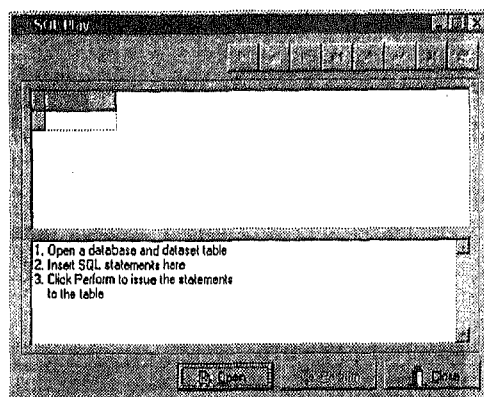 SQL Play
1. Open a database and dataset table
2. Insert SQL statements here
3. Click Perform to issue the statements
to the table
Open
Close